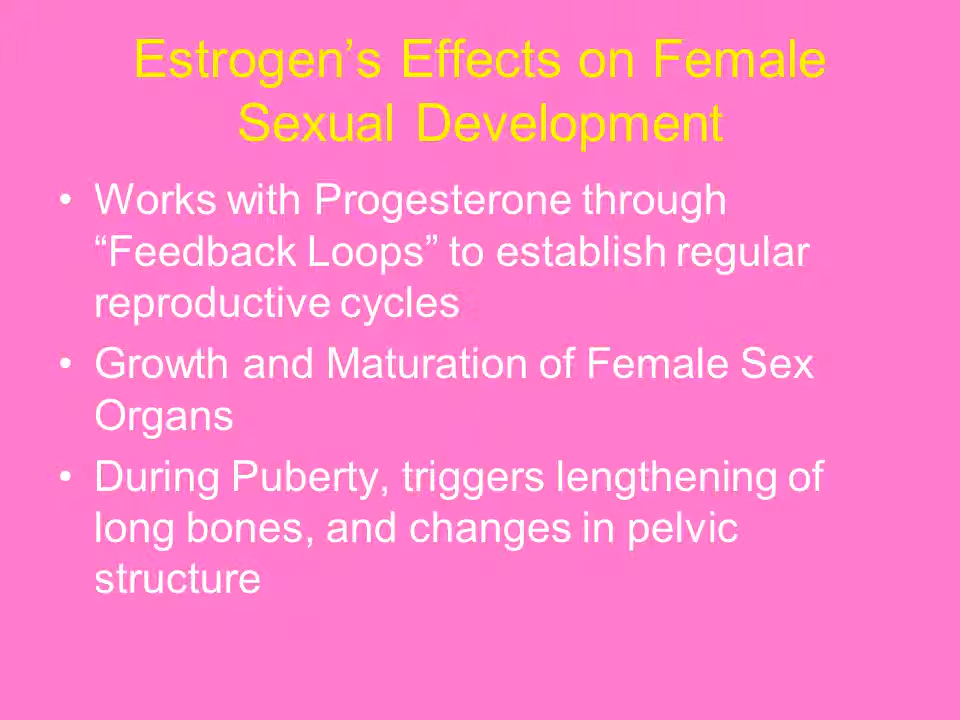 Estrogen’s Effects on Female
Sexual Development
• Works with Progesterone through
“Feedback Loops” to establish regular
reproductive cycles
• Growth and Maturation of Female Sex
Organs
• During Puberty, triggers lengthening of
long bones, and changes in pelvic
structure